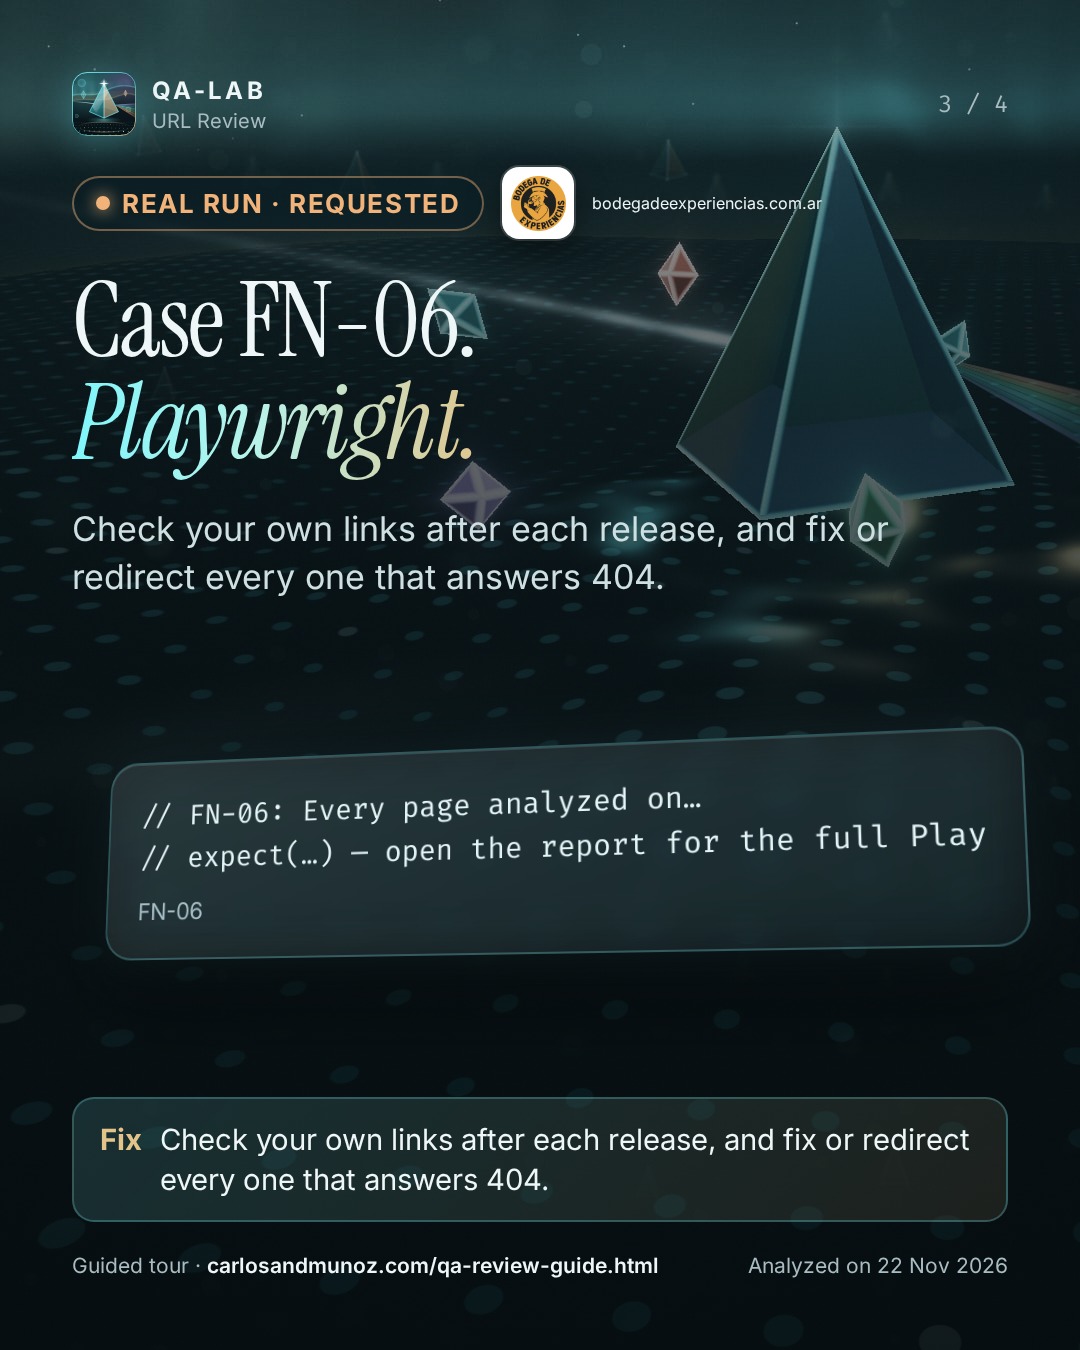 QA-LAB
URL Review
3 / 4
REAL RUN · REQUESTED
BODEGA DE
EXPERIENCIAS
bodegadeexperiencias.com.ar
Case FN-06.
Playwright.
Check your own links after each release, and fix or
redirect every one that answers 404.
// FN-06: Every page analyzed on…
// expect(…) — open the report for the full Play
FN-06
Fix Check your own links after each release, and fix or redirect
every one that answers 404.
Guided tour · carlosandmunoz.com/qa-review-guide.html
Analyzed on 22 Nov 2026